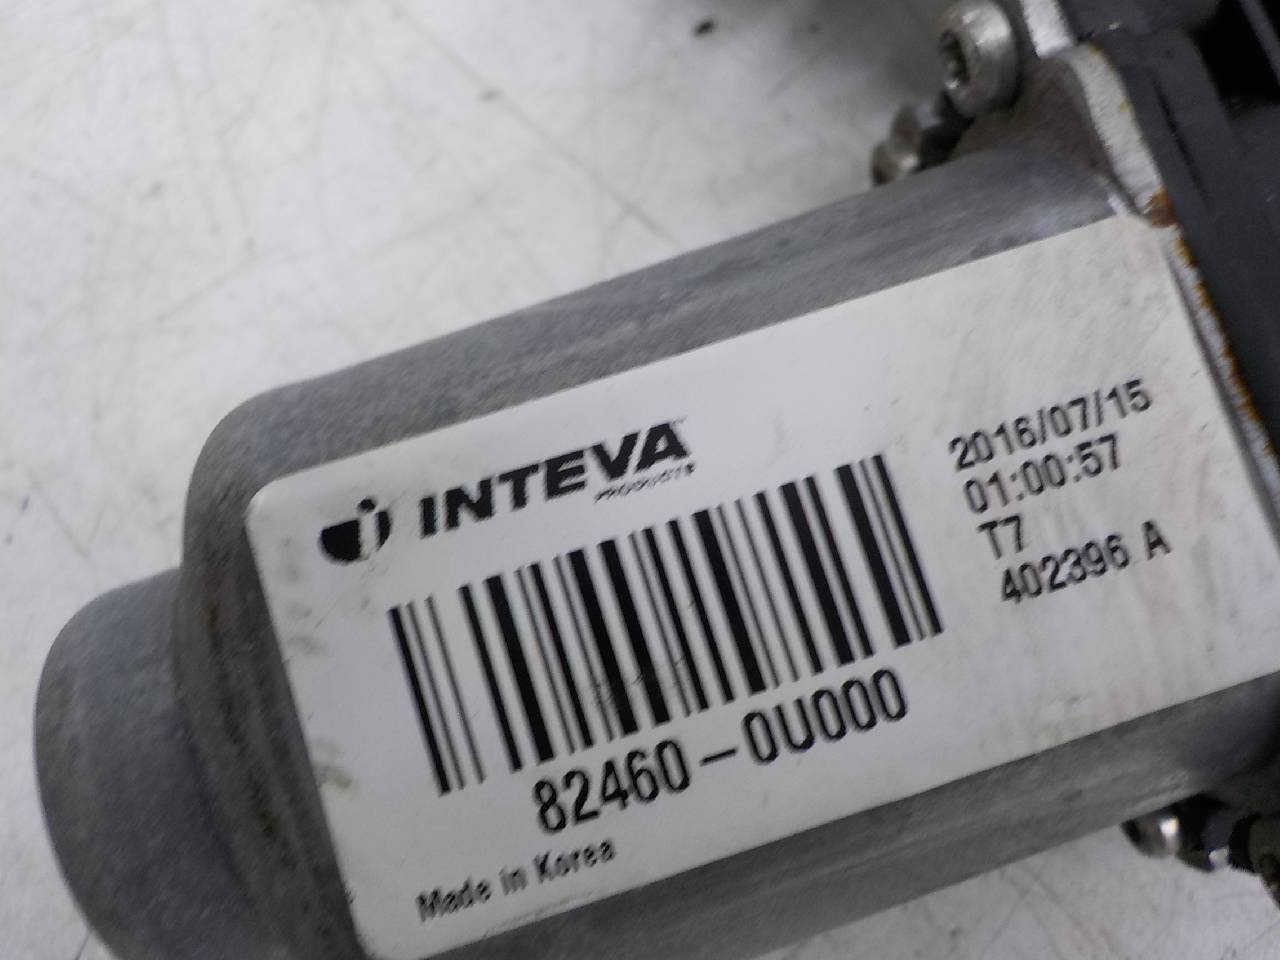 INTEVA
PRODUCTS
82460-0U000
Made in Korea
2016/07/15
01:00:57
T7
402396 A